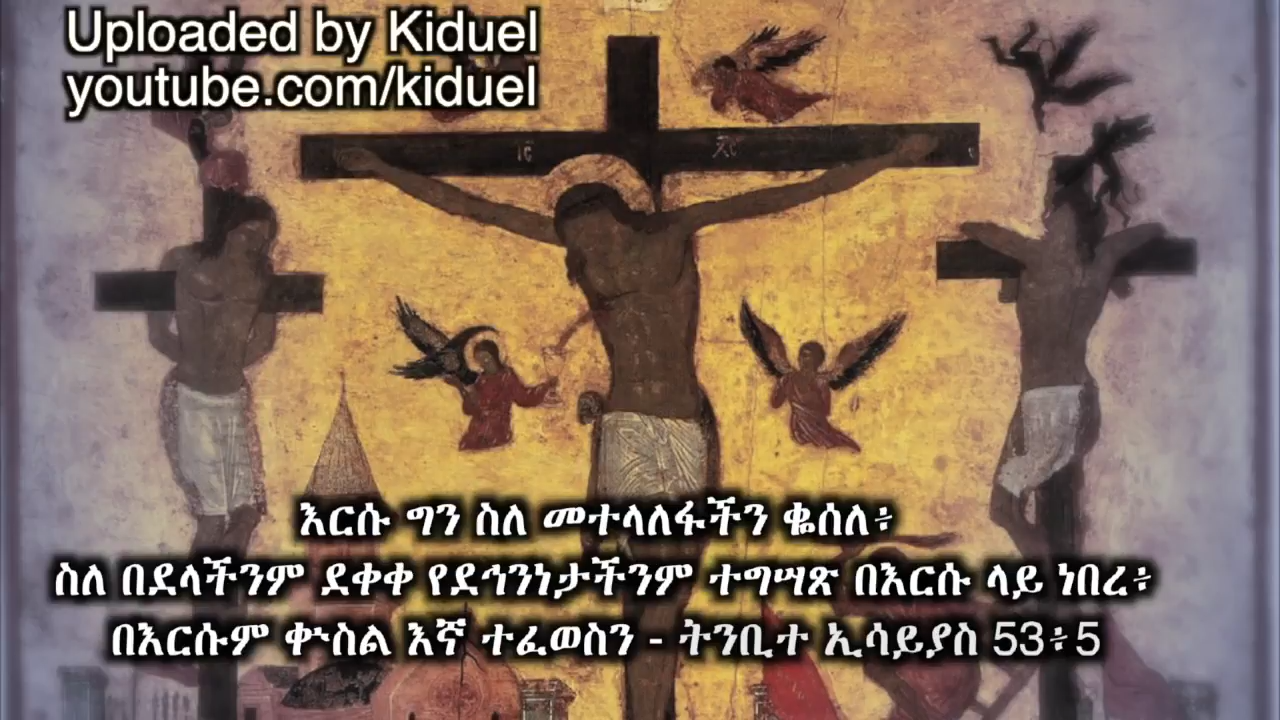 Uploaded by Kiduel
youtube.com/kiduel
እርሱ ግን ስለ መተላለፋችን ቈሰለ፥
ስለ በደላችንም ደቀቀ የደኅንነታችንም ተግሣጽ በእርሱ ላይ ነበረ፥
በእርሱም ቍስል እኛ ተፈወስን - ትንቢተ ኢሳይያስ 53፥5